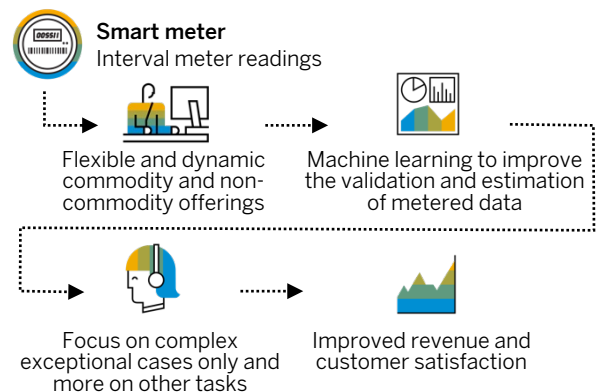 00SSII
Smart meter
Interval meter readings
Flexible and dynamic
commodity and non-
commodity offerings
Machine learning to improve
the validation and estimation
of metered data
Focus on complex
exceptional cases only and
more on other tasks
Improved revenue and
customer satisfaction